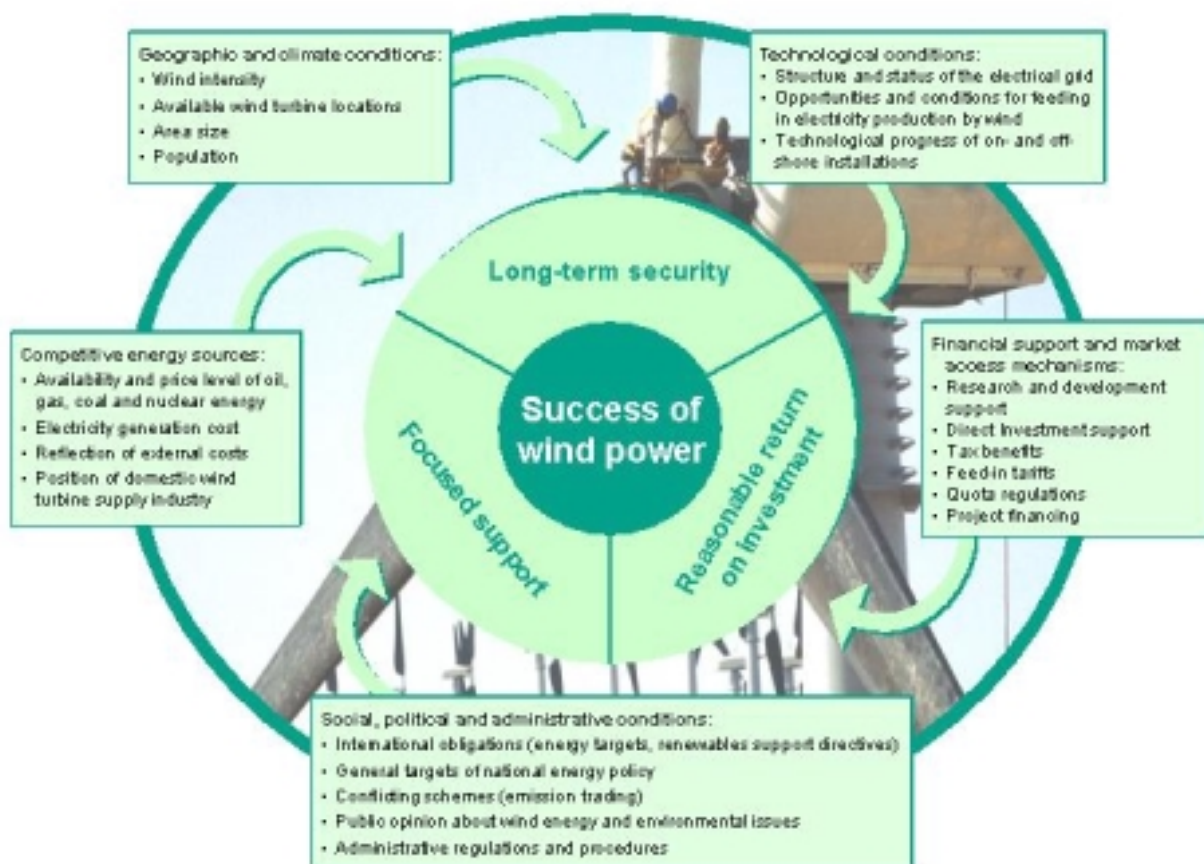 Geographic and climate conditions:
• Wind intensity
• Available wind turbine locations
• Area size
• Population
Technological conditions:
• Structure and status of the electrical grid
• Opportunities and conditions for feeding
in electricity production by wind
• Technological progress of on- and off-
shore installations
Long-term security
Competitive energy sources:
• Availability and price level of oil,
gas, coal and nuclear energy
• Electricity generation cost
• Reflection of external costs
• Position of domestic wind
turbine supply industry
Success of
wind power
Focused support
Reasonable return
on investment
Financial support and market
access mechanisms:
• Research and development
support
• Direct Investment support
• Tax benefits
• Feed-in tariffs
• Quota regulations
• Project financing
Social, political and administrative conditions:
• International obligations (energy targets, renewables support directives)
• General targets of national energy policy
• Conflicting schemes (emission trading)
• Public opinion about wind energy and environmental issues
• Administrative regulations and procedures